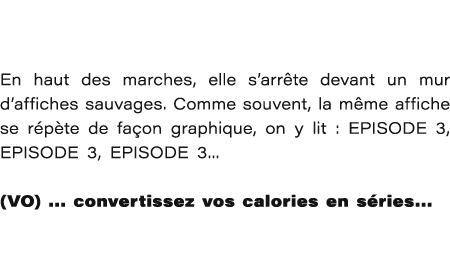 En haut des marches, elle s'arrête devant un mur
d'affiches sauvages. Comme souvent, la même affiche
se répète de façon graphique, on y lit : EPISODE 3,
EPISODE 3, EPISODE 3...
(VO) ... convertissez vos calories en séries...